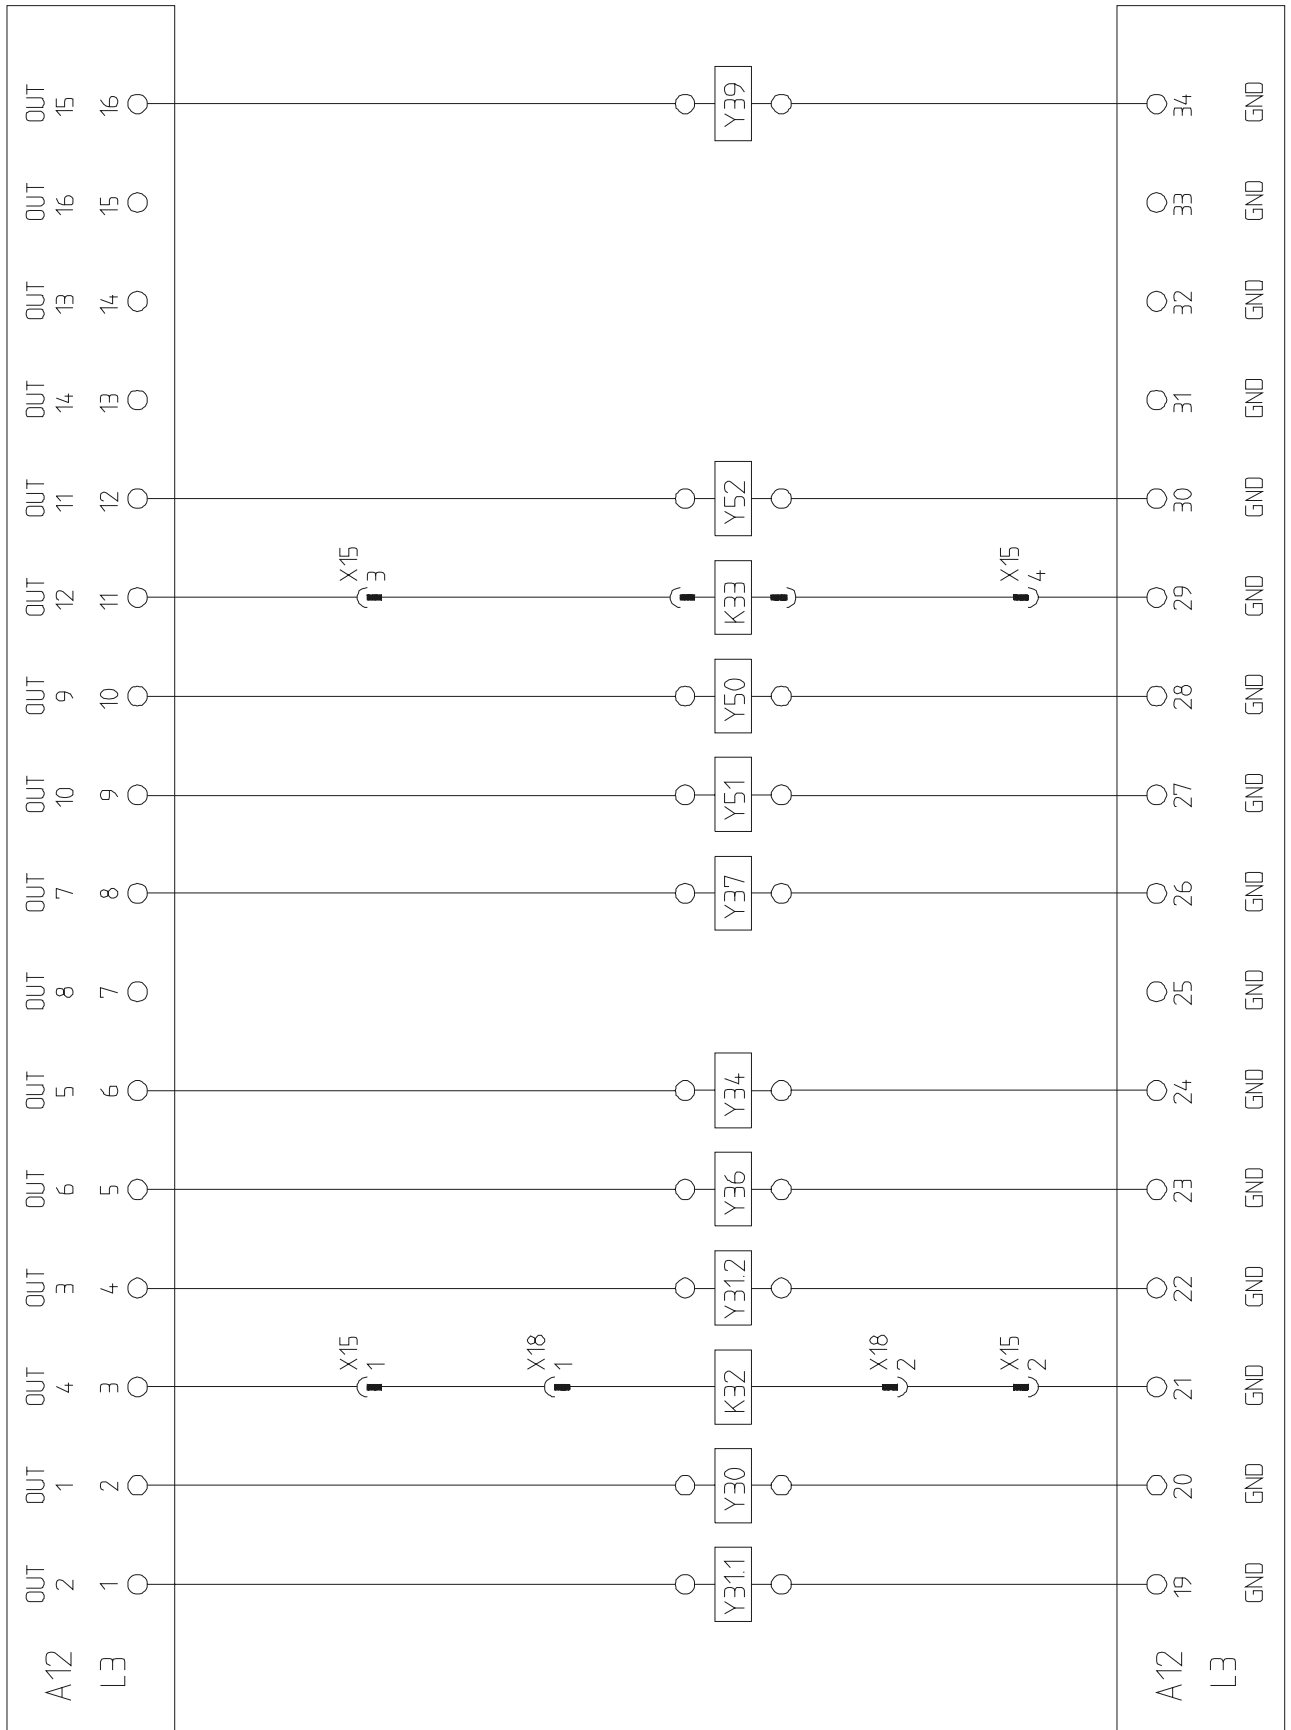 A12
L3
OUT 2
1
OUT 1
2
OUT 4
3
OUT 3
4
OUT 6
5
OUT 5
6
OUT 8
7
OUT 7
8
OUT 10
9
OUT 9
10
OUT 12
11
OUT 11
12
OUT 14
13
OUT 13
14
OUT 16
15
OUT 15
16
X15
1
X18
1
X15
3
Y31.1
Y30
K32
Y31.2
Y36
Y34
Y37
Y51
Y50
K33
Y52
Y39
X18
2
X15
2
X15
4
A12
L3
19
GND
20
GND
21
GND
22
GND
23
GND
24
GND
25
GND
26
GND
27
GND
28
GND
29
GND
30
GND
31
GND
32
GND
33
GND
34
GND